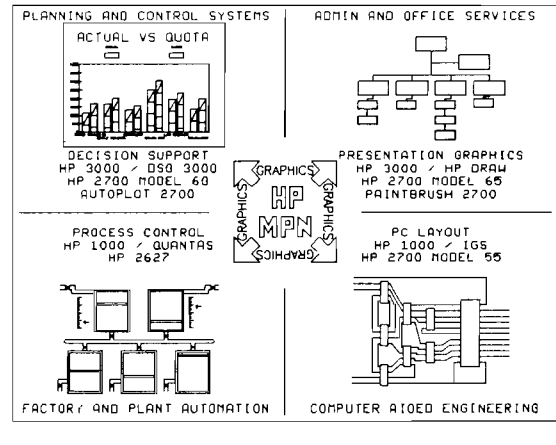 PLANNING AND CONTROL SYSTEMS
ACTUAL VS QUOTA
DECISION SUPPORT
HP 3000 / DSG 3000
HP 2700 MODEL 60
AUTOPLOT 2700
ADMIN AND OFFICE SERVICES
PRESENTATION GRAPHICS
HP 3000 / HP DRAW
HP 2700 MODEL 65
PAINTBRUSH 2700
GRAPHICS
GRAPHICS
HP
MPN
GRAPHICS
GRAPHICS
PROCESS CONTROL
HP 1000 / QUANTAS
HP 2627
FACTORY AND PLANT AUTOMATION
PC LAYOUT
HP 1000 / IGS
HP 2700 MODEL 55
COMPUTER AIDED ENGINEERING